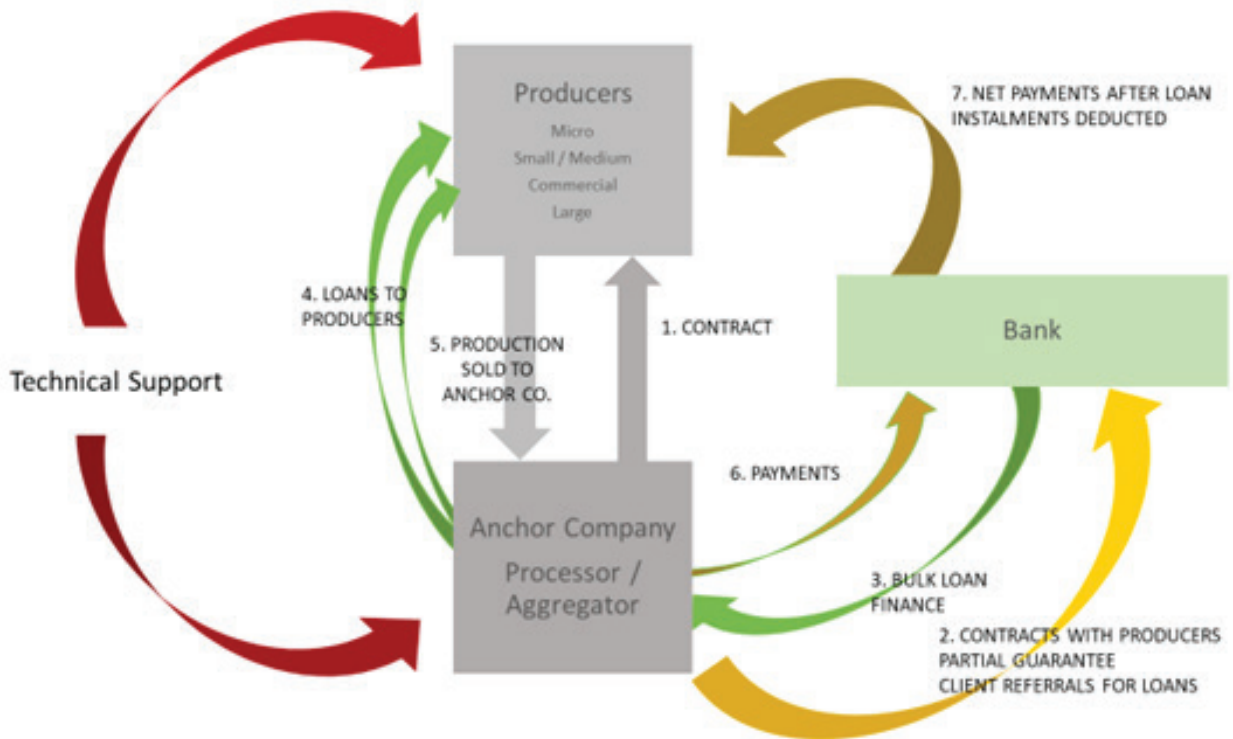 Producers
Micro
Small / Medium
Commercial
Large
7. NET PAYMENTS AFTER LOAN
INSTALMENTS DEDUCTED
4. LOANS TO
PRODUCERS
5. PRODUCTION
SOLD TO
ANCHOR CO.
1. CONTRACT
Bank
Technical Support
6. PAYMENTS
Anchor Company
Processor /
Aggregator
3. BULK LOAN
FINANCE
2. CONTRACTS WITH PRODUCERS
PARTIAL GUARANTEE
CLIENT REFERRALS FOR LOANS